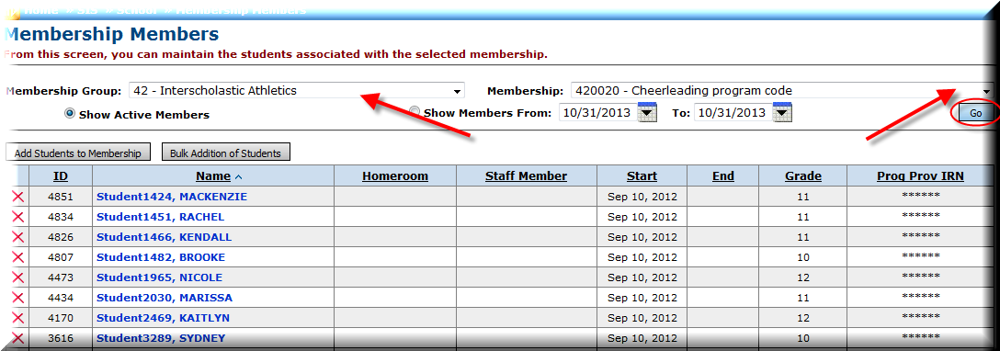 Home » SIS » School » Membership Members
Membership Members
From this screen, you can maintain the students associated with the selected membership.
Membership Group: 42 - Interscholastic Athletics Membership: 420020 - Cheerleading program code
Show Active Members Show Members From: 10/31/2013 To: 10/31/2013 Go
Add Students to Membership Bulk Addition of Students
ID Name Homeroom Staff Member Start End Grade Prog Prov IRN
4851 Student1424, MACKENZIE Sep 10, 2012 11 ******
4834 Student1451, RACHEL Sep 10, 2012 11 ******
4826 Student1466, KENDALL Sep 10, 2012 11 ******
4807 Student1482, BROOKE Sep 10, 2012 10 ******
4473 Student1965, NICOLE Sep 10, 2012 12 ******
4434 Student2030, MARISSA Sep 10, 2012 11 ******
4170 Student2469, KAITLYN Sep 10, 2012 12 ******
3616 Student3289, SYDNEY Sep 10, 2012 10 ******